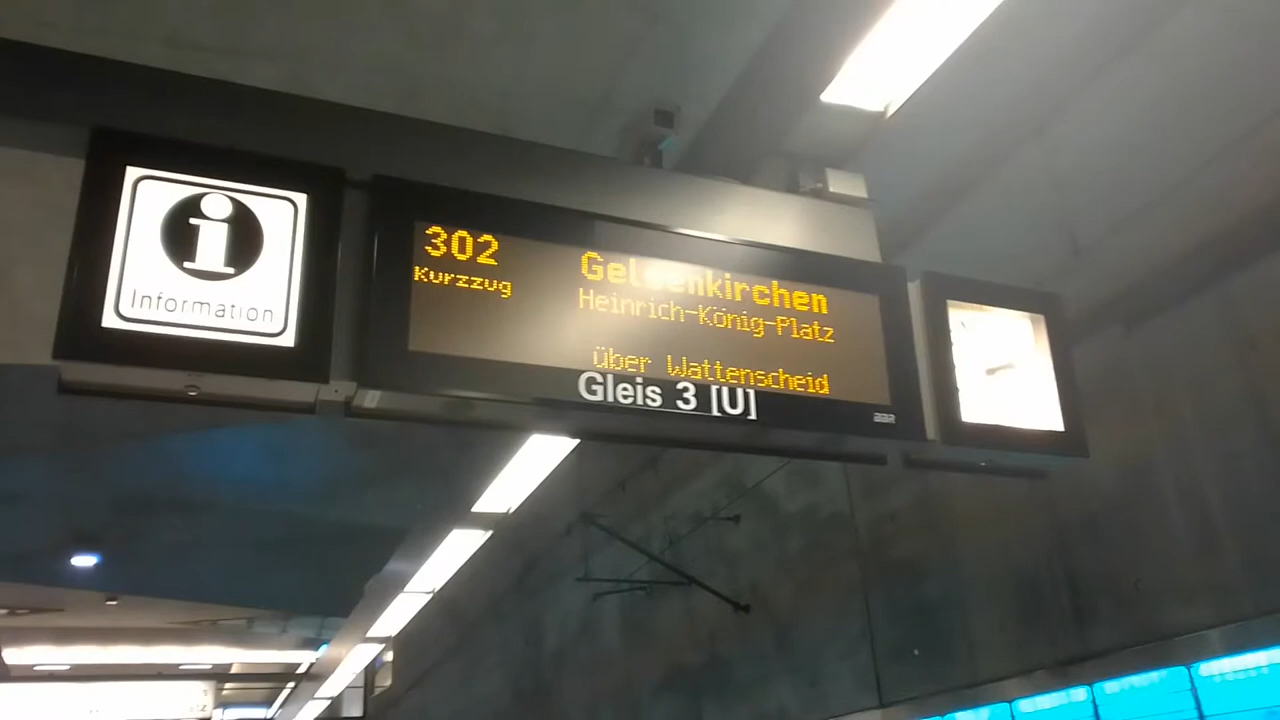 i
Information
302
Kurzzug
Gelsenkirchen
Heinrich-König-Platz
über Wattenscheid
Gleis 3 [U]